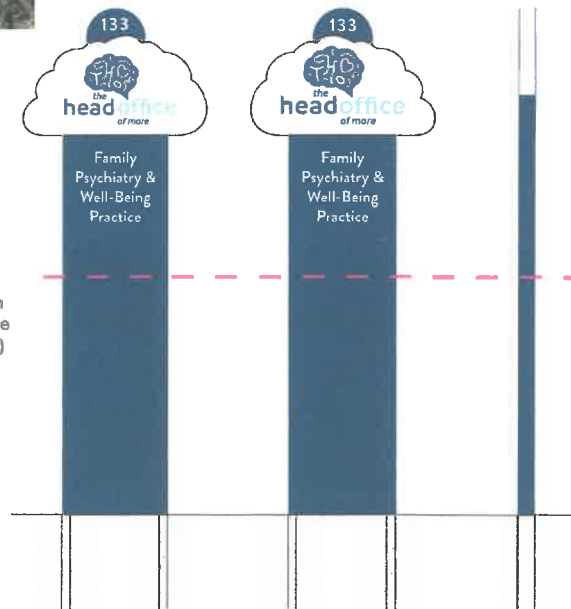 133
the
headoffice
of more
Family
Psychiatry &
Well-Being
Practice
133
the
headoffice
of more
Family
Psychiatry &
Well-Being
Practice